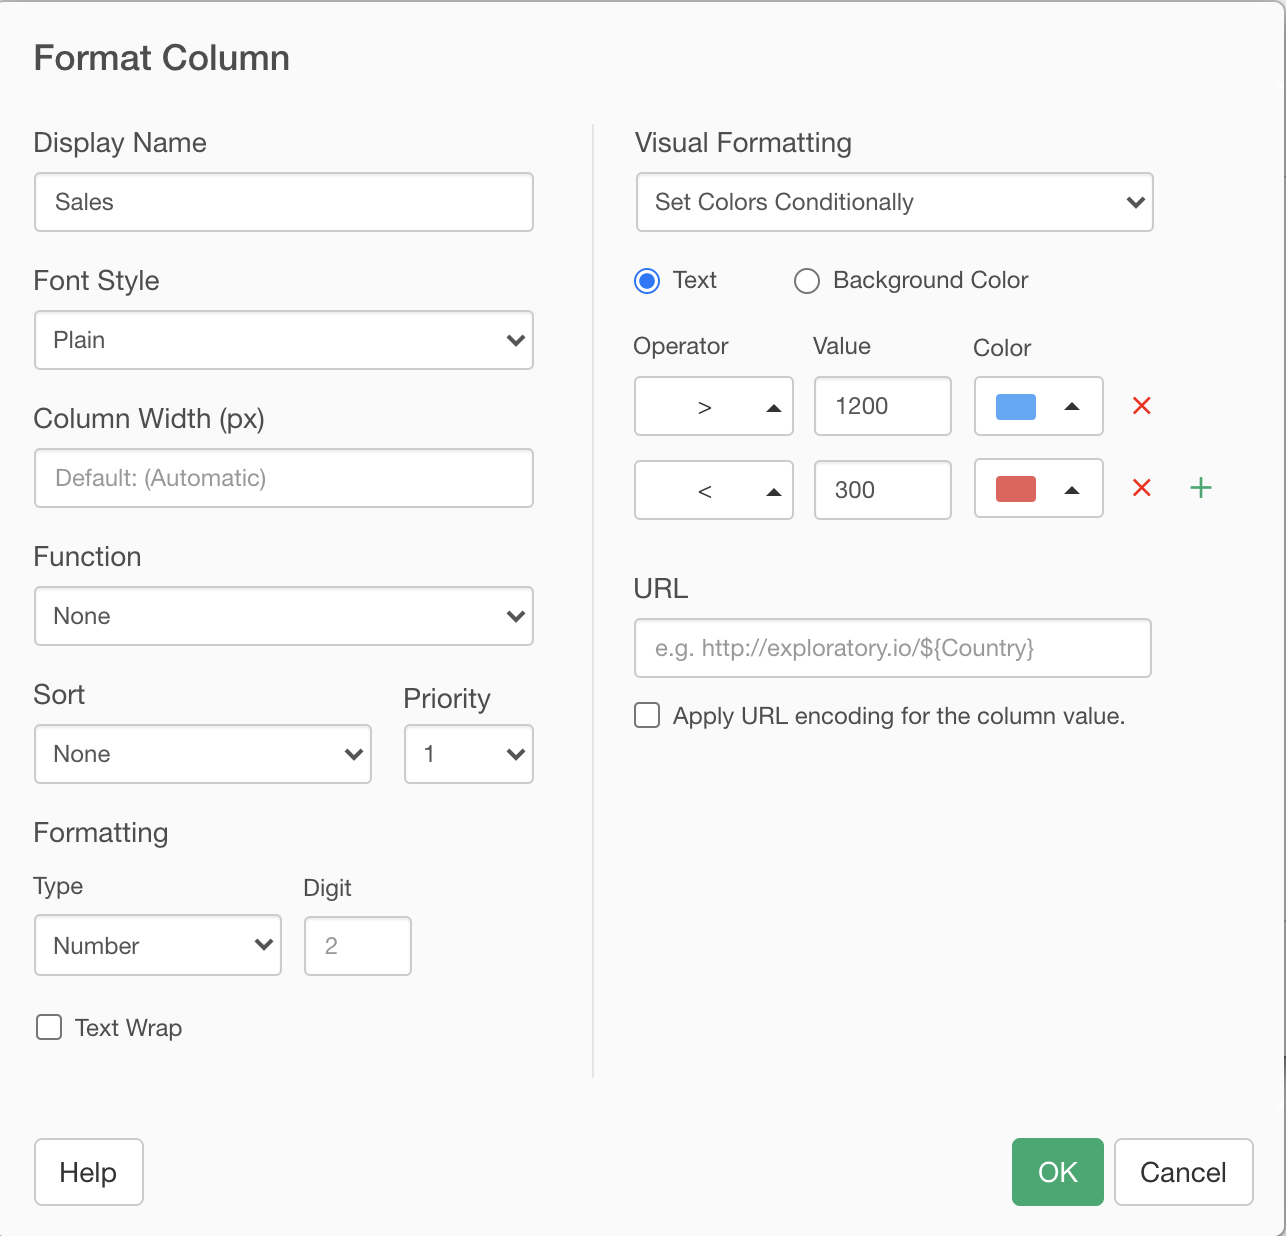 Format Column
Display Name
Sales
Font Style
Plain
Column Width (px)
Default: (Automatic)
Function
None
Sort
Priority
None
1
Formatting
Type
Digit
Number
2
Text Wrap
Visual Formatting
Set Colors Conditionally
Text
Background Color
Operator
Value
Color
>
1200
<
300
URL
e.g. http://exploratory.io/${Country}
Apply URL encoding for the column value.
Help
OK
Cancel